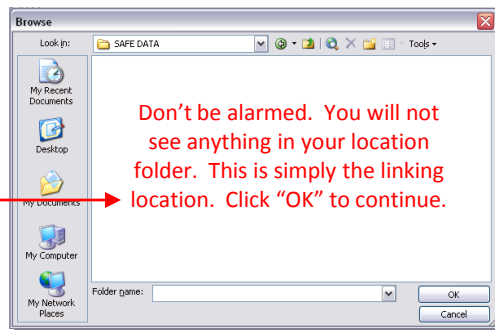 Browse
Look in: SAFE DATA Tools
My Recent
Documents
Desktop
My Documents
My Computer
My Network
Places
Don't be alarmed. You will not
see anything in your location
folder. This is simply the linking
location. Click “OK” to continue.
Folder name:
OK
Cancel